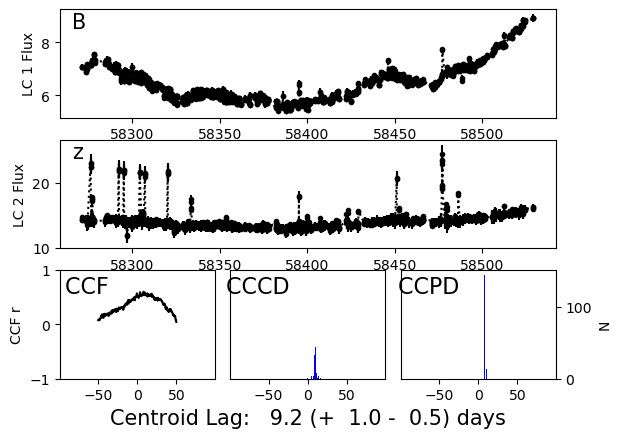 B
LC 1 Flux
8
6
58300 58350 58400 58450 58500
z
LC 2 Flux
20
10
58300 58350 58400 58450 58500
CCF CCCD CCPD
CCF r
1
0
−1
100
0
N
−50 0 50 −50 0 50 −50 0 50
Centroid Lag: 9.2 (+ 1.0 - 0.5) days